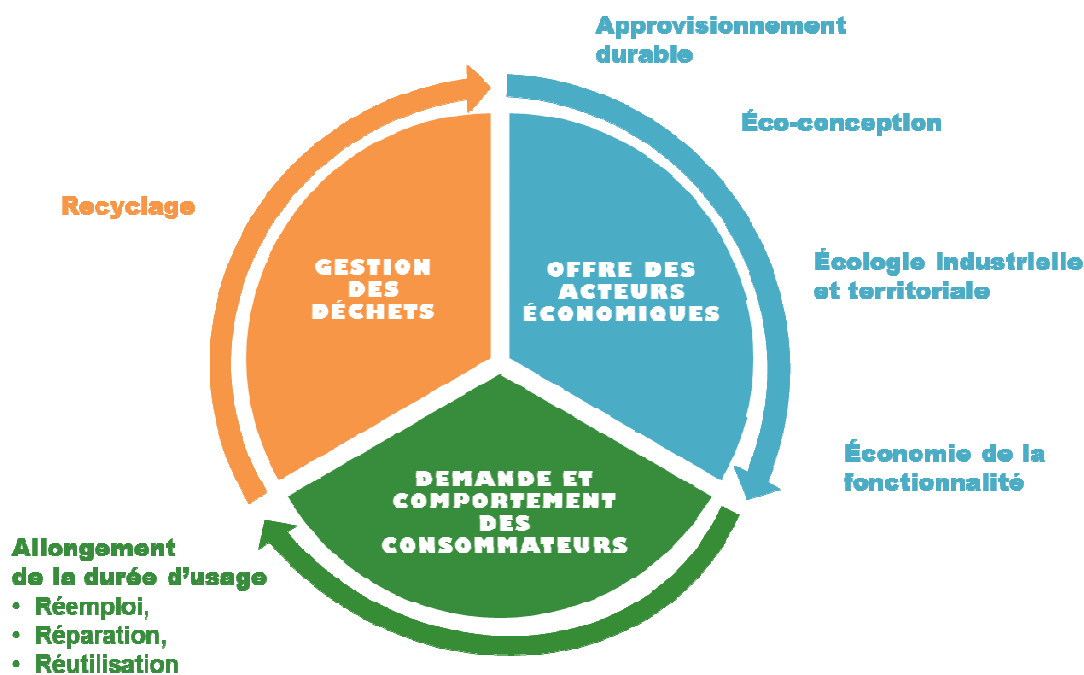 Approvisionnement
durable
Éco-conception
Recyclage
Écologie industrielle
et territoriale
GESTION
DES
DÉCHETS
OFFRE DES
ACTEURS
ÉCONOMIQUES
Économie de la
fonctionnalité
DEMANDE ET
COMPORTEMENT
DES
CONSOMMATEURS
Allongement
de la durée d'usage
• Réemploi,
• Réparation,
• Réutilisation